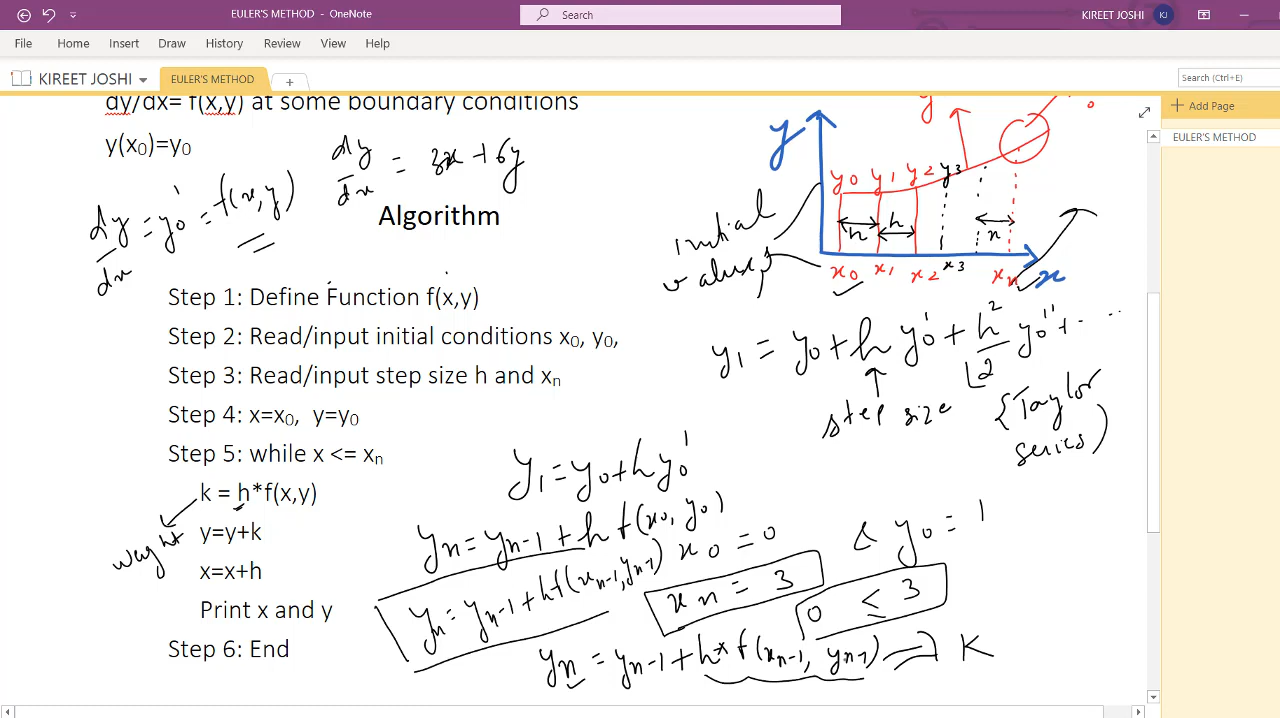 EULER'S METHOD - OneNote
Search
KIREET JOSHI
KJ
File Home Insert Draw History Review View Help
KIREET JOSHI
EULER'S METHOD
+
Search (Ctrl+E)
Add Page
EULER'S METHOD
dy/dx= f(x,y) at some boundary conditions
y(x₀)=y₀
dy/dx = y₀' = f(x,y)
dy/dx = 3x + 6y
Algorithm
Step 1: Define Function f(x,y)
Step 2: Read/input initial conditions x₀, y₀,
Step 3: Read/input step size h and xₙ
Step 4: x=x₀, y=y₀
Step 5: while x <= xₙ
k = h*f(x,y)
y=y+k
x=x+h
Print x and y
Step 6: End
weight
y
y
y₀ y₁ y₂ y₃
h h
x₀ x₁ x₂ x₃ xₙ x
initial
values
y₁ = y₀ + h y₀' + h²/⌊2 y₀'' + ...
step size
{Taylor
series)
y₁ = y₀ + h y₀'
yₙ = yₙ₋₁ + h f(x₀, y₀)
yₙ = yₙ₋₁ + hf(xₙ₋₁, yₙ₋₁)
x₀ = 0 & y₀ = 1
xₙ = 3
0 ≤ 3
yₙ = yₙ₋₁ + h* f(xₙ₋₁, yₙ₋₁) ⇒ K